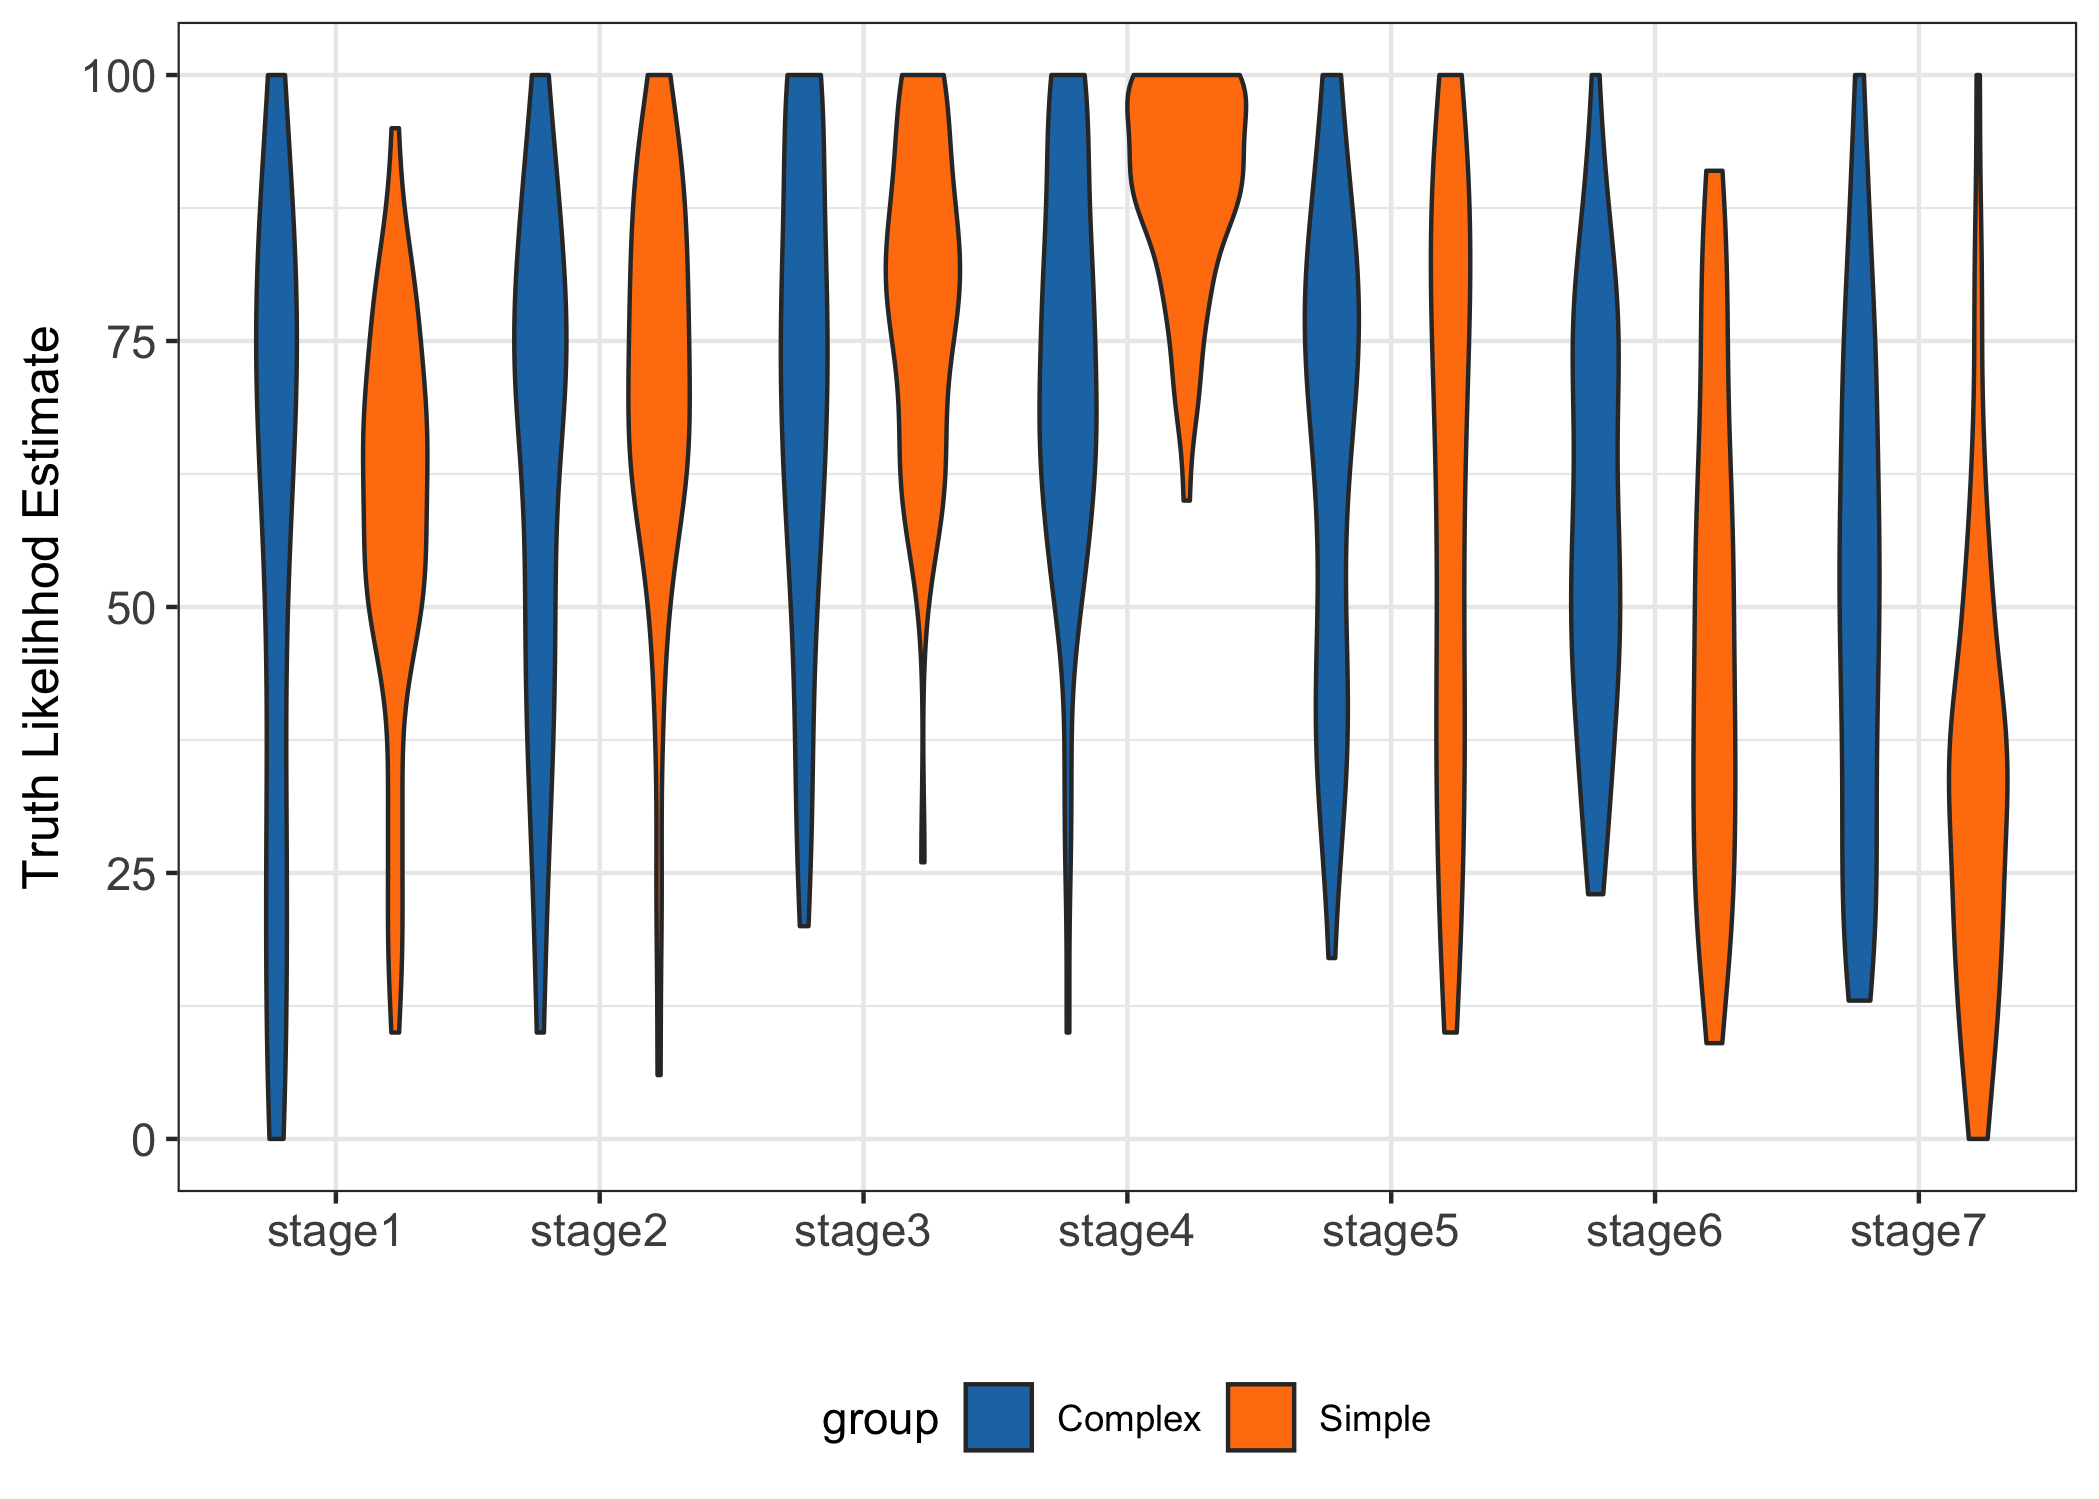 Truth Likelihhod Estimate
100
75
50
25
0
stage1 stage2 stage3 stage4 stage5 stage6 stage7
group Complex Simple